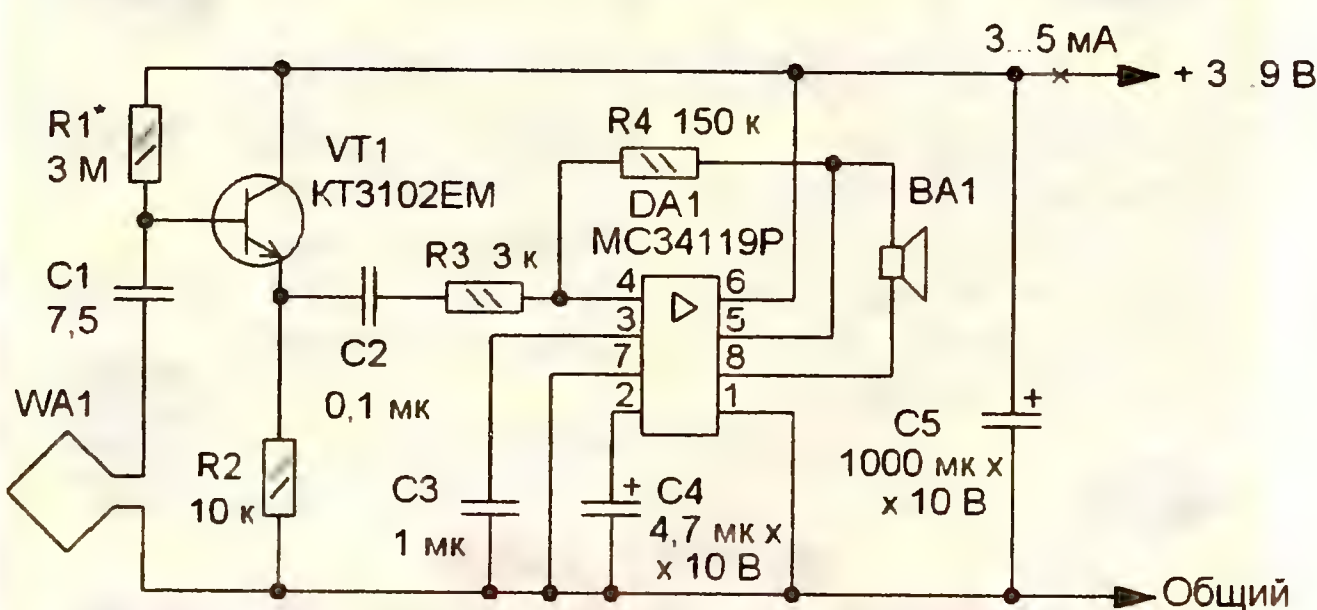 3...5 мА
+ 3 ..9 В
R1*
3 М
VT1
КТ3102ЕМ
R4 150 к
DA1
MC34119P
BA1
R3 3 к
C1
7,5
C2
0,1 мк
4
3
7
2
6
5
8
1
WA1
R2
10 к
C3
1 мк
+
C4
4,7 мк х
х 10 В
+
C5
1000 мк х
х 10 В
Общий